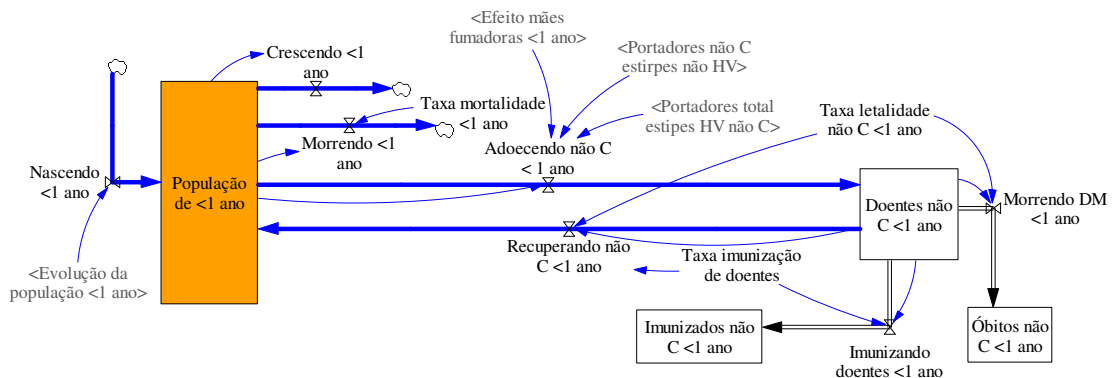 <Efeito mães
fumadoras <1 ano>
<Portadores não C
estirpes não HV>
Crescendo <1
ano
<Portadores total
estipes HV não C>
Taxa mortalidade
<1 ano
Taxa letalidade
não C <1 ano
Morrendo <1
ano
Adoecendo não C
< 1 ano
Nascendo
<1 ano
População
de <1 ano
Doentes não
C <1 ano
Morrendo DM
<1 ano
Recuperando não
C <1 ano
Taxa imunização
de doentes
<Evolução da
população <1 ano>
Imunizados não
C <1 ano
Imunizando
doentes <1 ano
Óbitos não
C <1 ano